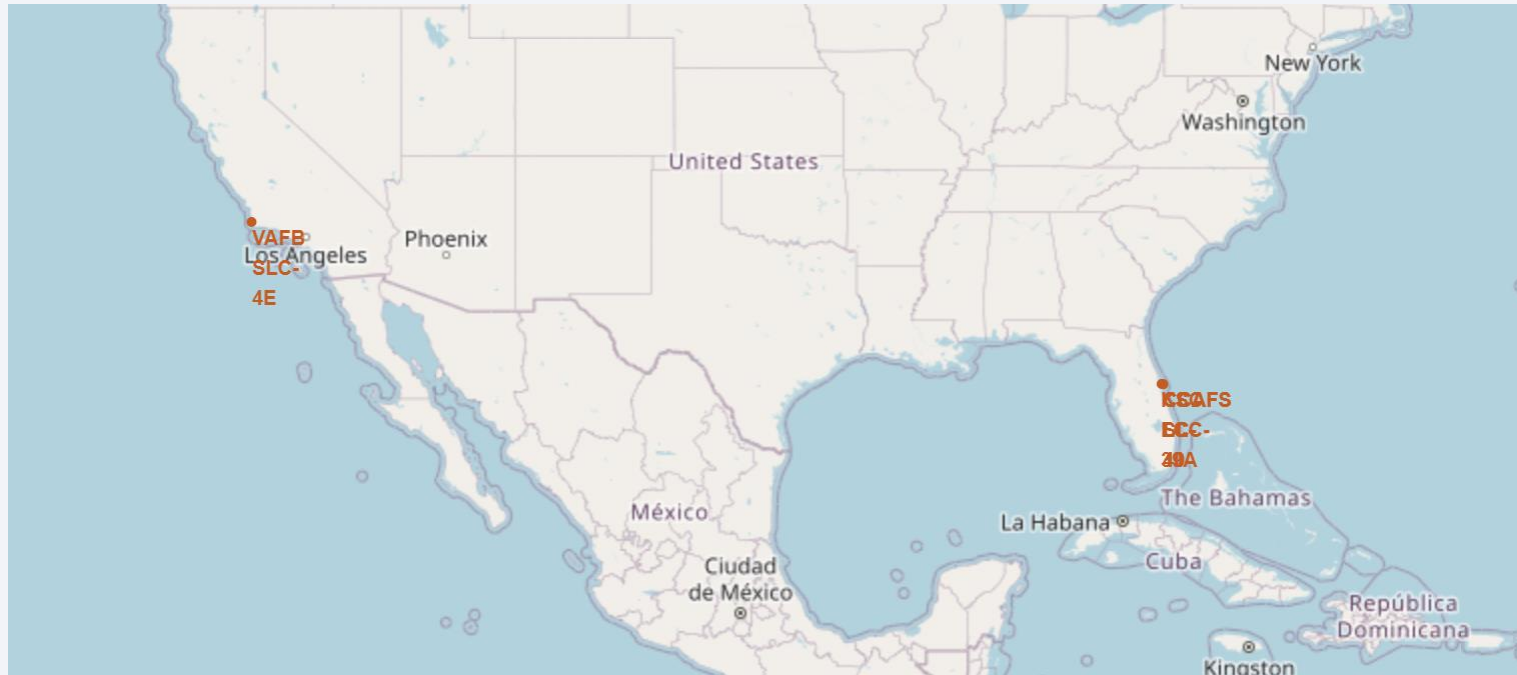 New York
Washington
United States
VAFB
SLC-
4E
Los Angeles
Phoenix
The Bahamas
México
La Habana
Cuba
Ciudad
de México
República
Dominicana
Kingston